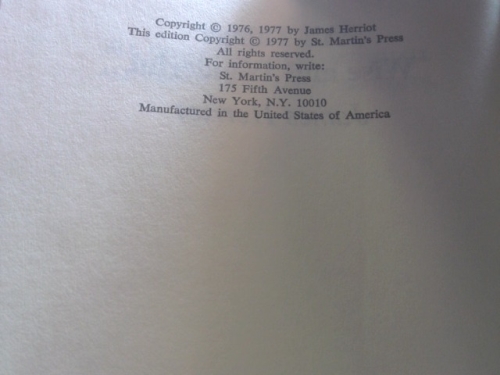 Copyright © 1976, 1977 by James Herriot
This edition Copyright © 1977 by St. Martin's Press
All rights reserved.
For information, write:
St. Martin's Press
175 Fifth Avenue
New York, N.Y. 10010
Manufactured in the United States of America